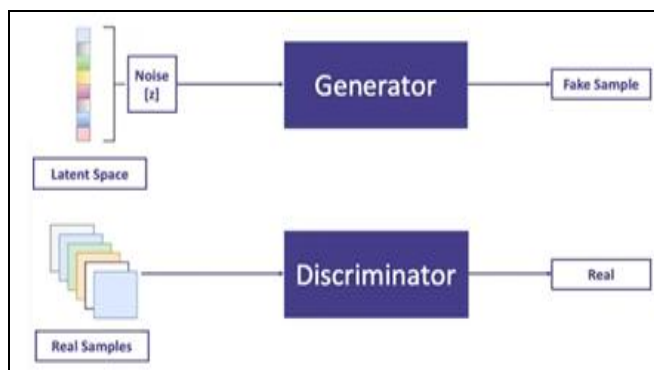 Noise
[z]
Generator
Fake Sample
Latent Space
Discriminator
Real
Real Samples